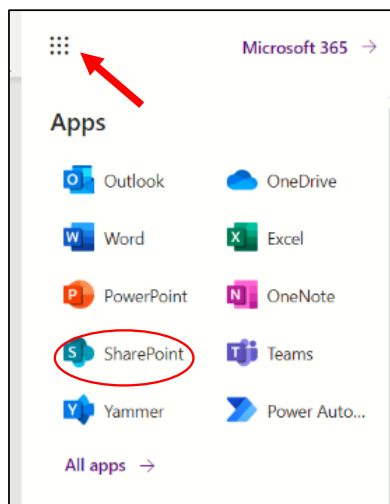 Microsoft 365 →
Apps
Outlook
OneDrive
Word
Excel
PowerPoint
OneNote
SharePoint
Teams
Yammer
Power Auto...
All apps →